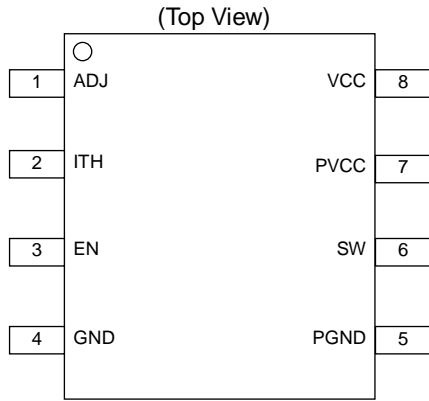 (Top View)
1 ADJ VCC 8
2 ITH PVCC 7
3 EN SW 6
4 GND PGND 5